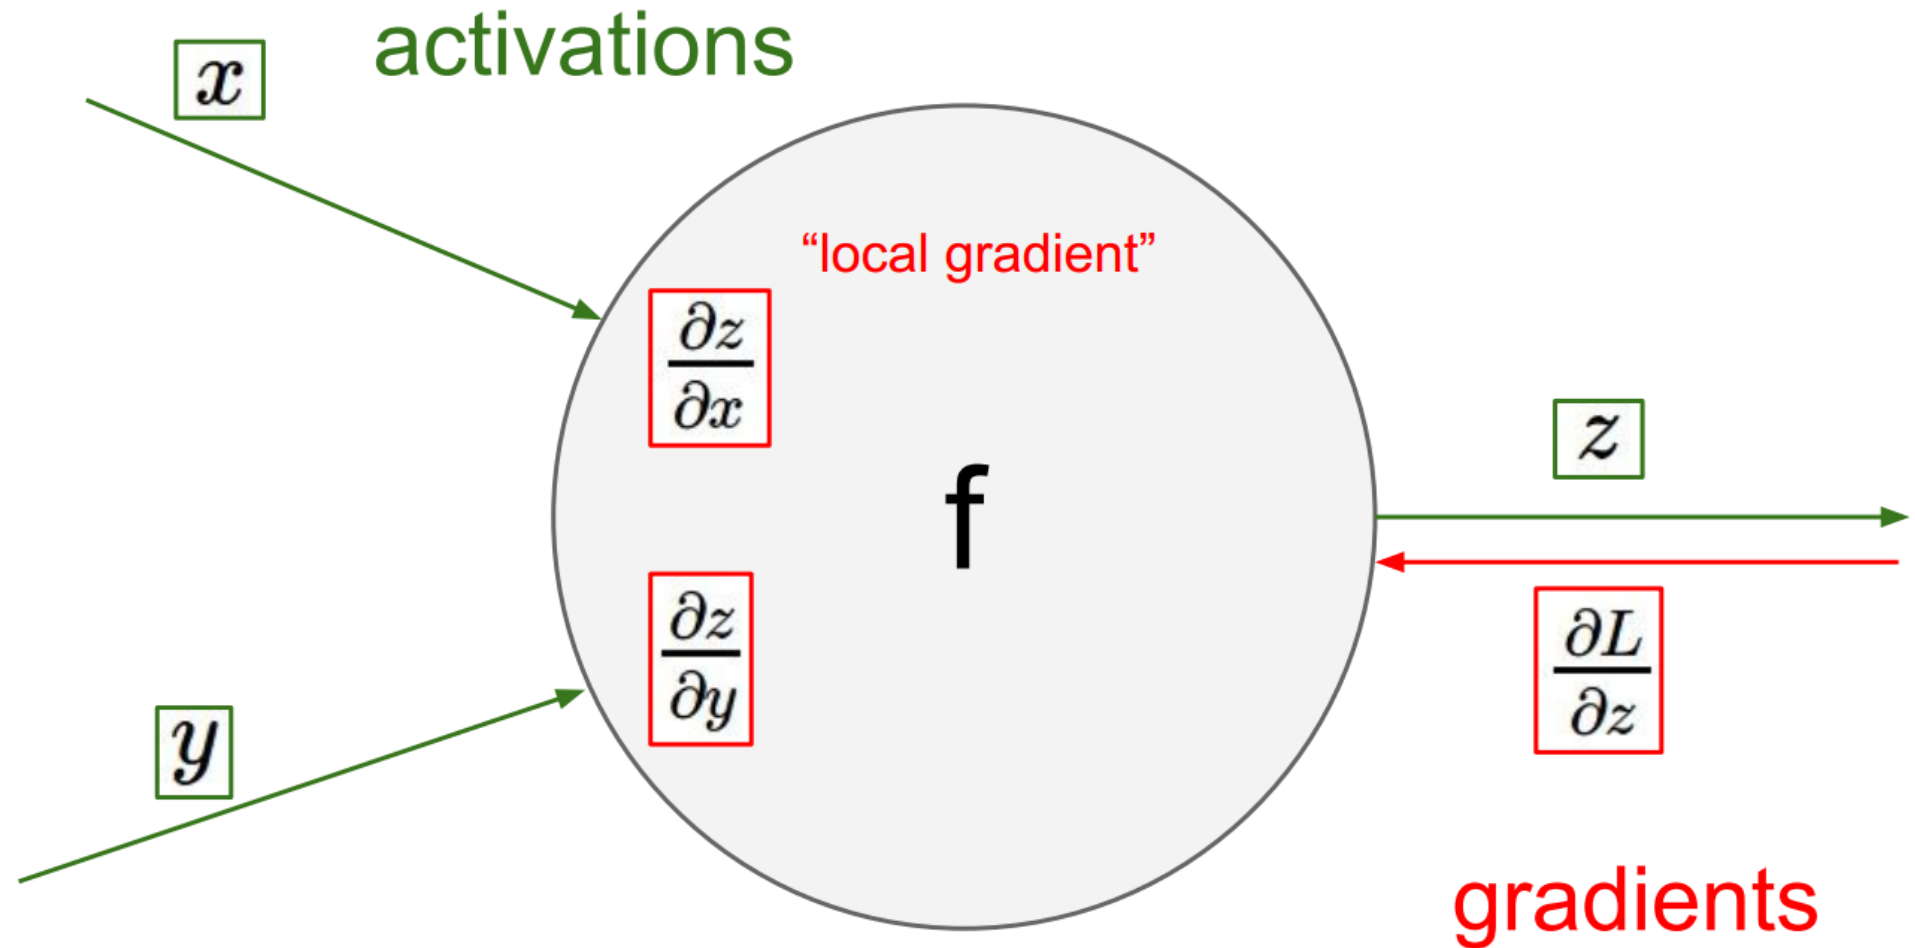 activations
x
“local gradient”
∂z
∂x
f
z
∂z
∂y
∂L
∂z
y
gradients